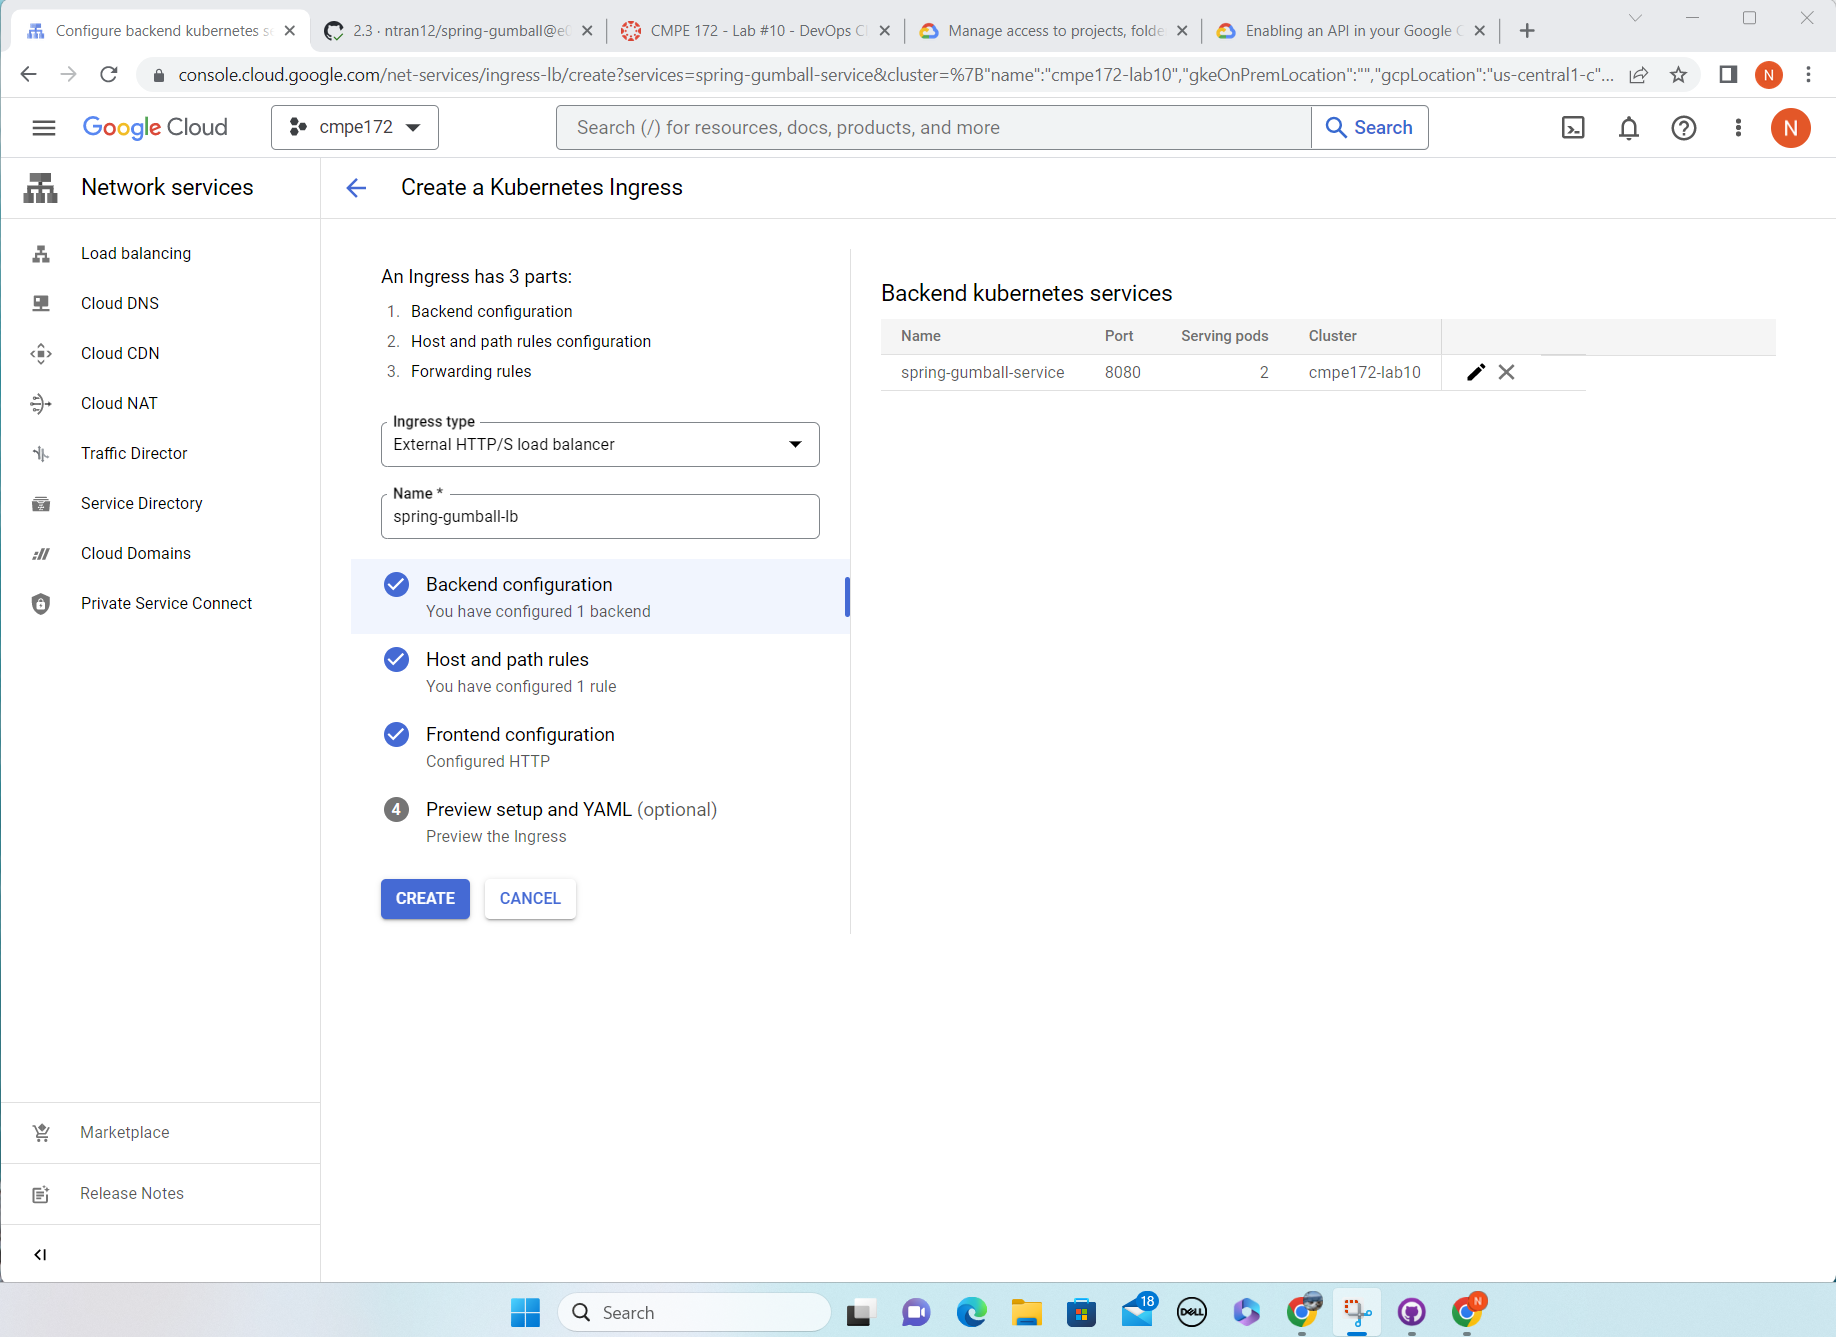 Configure backend kubernetes se
2.3 · ntran12/spring-gumball@e0
CMPE 172 - Lab #10 - DevOps Cl
Manage access to projects, folde
Enabling an API in your Google C
console.cloud.google.com/net-services/ingress-lb/create?services=spring-gumball-service&cluster=%7B"name":"cmpe172-lab10","gkeOnPremLocation":"","gcpLocation":"us-central1-c"...
N
Google Cloud
cmpe172
Search (/) for resources, docs, products, and more
Search
N
Network services
Create a Kubernetes Ingress
Load balancing
Cloud DNS
Cloud CDN
Cloud NAT
Traffic Director
Service Directory
Cloud Domains
Private Service Connect
Marketplace
Release Notes
An Ingress has 3 parts:
1. Backend configuration
2. Host and path rules configuration
3. Forwarding rules
Ingress type
External HTTP/S load balancer
Name *
spring-gumball-lb
Backend configuration
You have configured 1 backend
Host and path rules
You have configured 1 rule
Frontend configuration
Configured HTTP
4 Preview setup and YAML (optional)
Preview the Ingress
CREATE CANCEL
Backend kubernetes services
Name Port Serving pods Cluster
spring-gumball-service 8080 2 cmpe172-lab10
Search
18
DELL
N